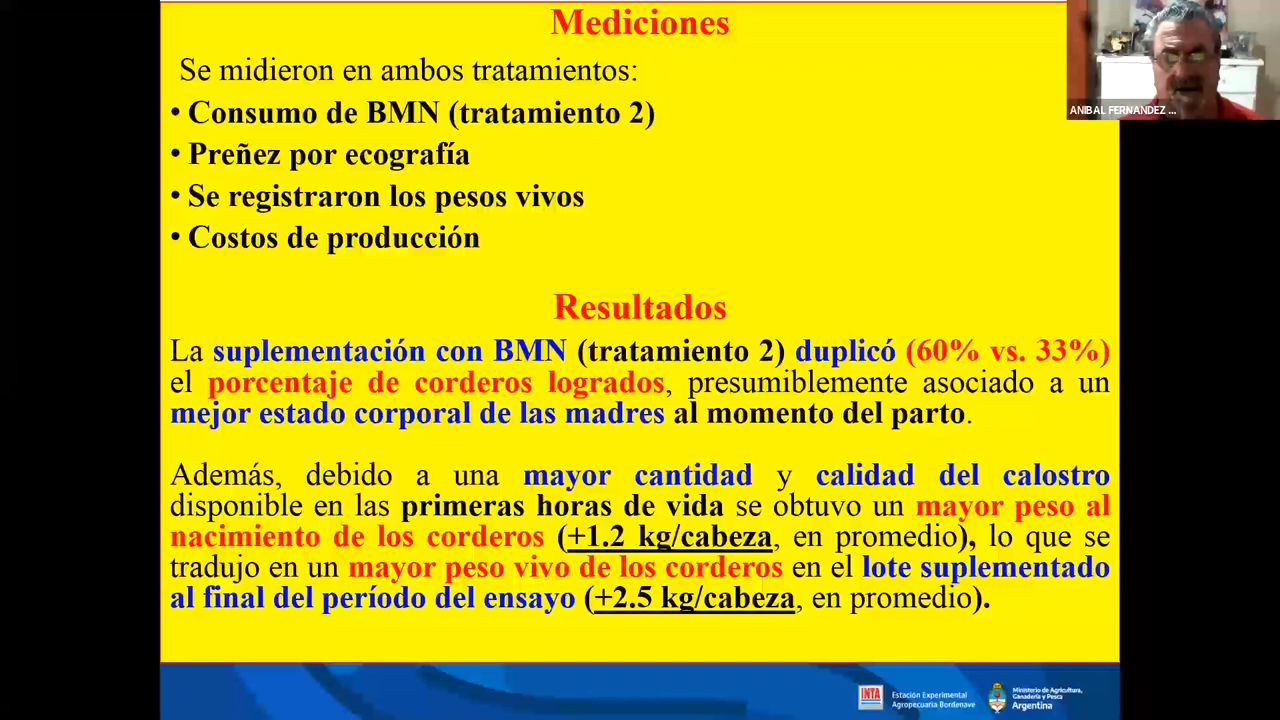 Mediciones
ANIBAL FERNANDEZ ...
Se midieron en ambos tratamientos:
• Consumo de BMN (tratamiento 2)
• Preñez por ecografía
• Se registraron los pesos vivos
• Costos de producción
Resultados
La suplementación con BMN (tratamiento 2) duplicó (60% vs. 33%)
el porcentaje de corderos logrados, presumiblemente asociado a un
mejor estado corporal de las madres al momento del parto.
Además, debido a una mayor cantidad y calidad del calostro
disponible en las primeras horas de vida se obtuvo un mayor peso al
nacimiento de los corderos (+1.2 kg/cabeza, en promedio), lo que se
tradujo en un mayor peso vivo de los corderos en el lote suplementado
al final del período del ensayo (+2.5 kg/cabeza, en promedio).
INTA
Estación Experimental
Agropecuaria Bordenave
Ministerio de Agricultura,
Ganadería y Pesca
Argentina